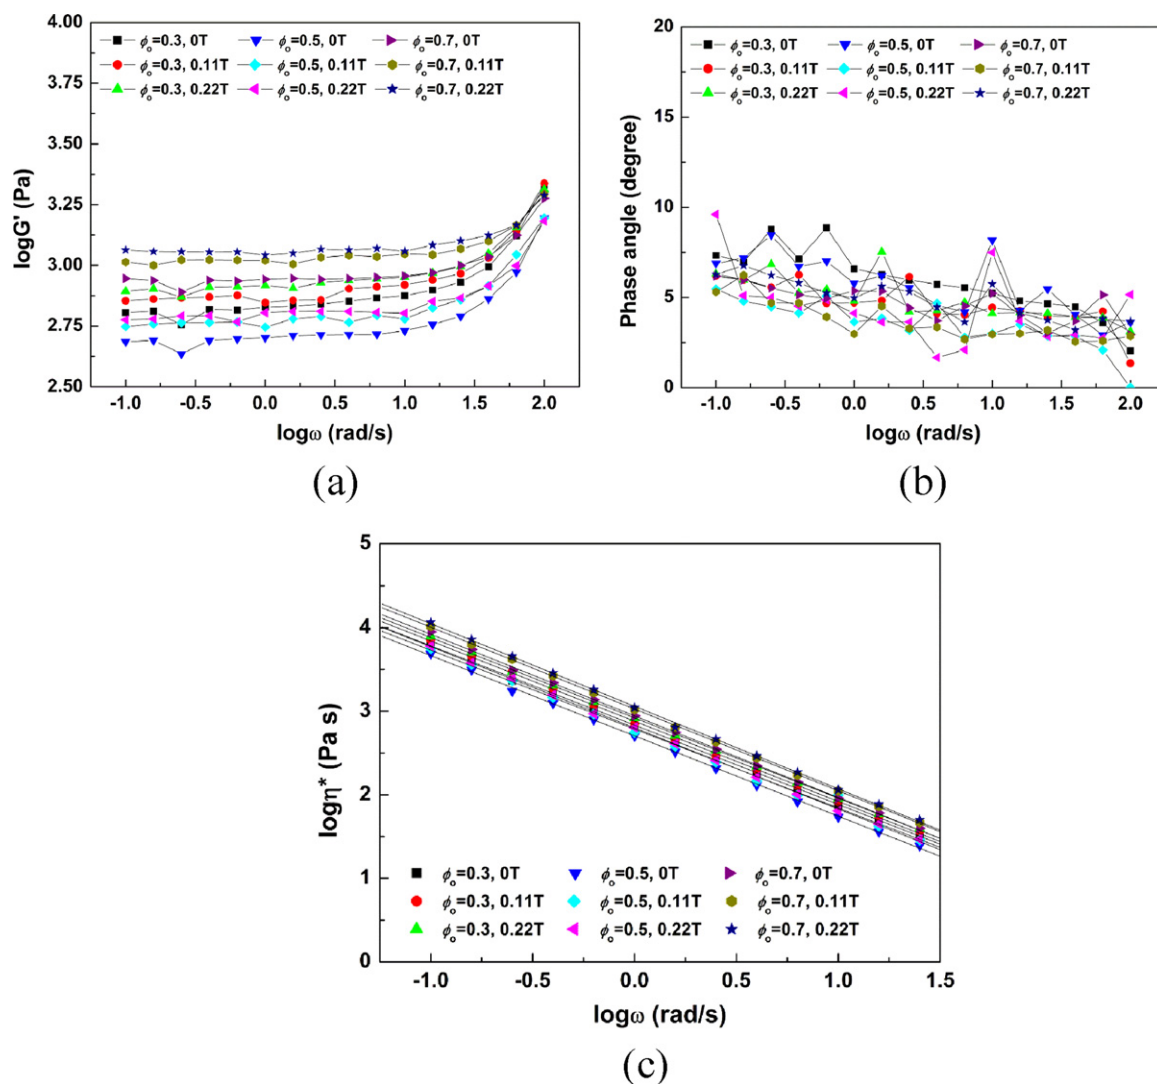 4.00
3.75
3.50
3.25
3.00
2.75
2.50
logG' (Pa)
ϕo=0.3, 0T ϕo=0.5, 0T ϕo=0.7, 0T
ϕo=0.3, 0.11T ϕo=0.5, 0.11T ϕo=0.7, 0.11T
ϕo=0.3, 0.22T ϕo=0.5, 0.22T ϕo=0.7, 0.22T
-1.0 -0.5 0.0 0.5 1.0 1.5 2.0
logω (rad/s)
(a)
20
15
10
5
0
Phase angle (degree)
ϕo=0.3, 0T ϕo=0.5, 0T ϕo=0.7, 0T
ϕo=0.3, 0.11T ϕo=0.5, 0.11T ϕo=0.7, 0.11T
ϕo=0.3, 0.22T ϕo=0.5, 0.22T ϕo=0.7, 0.22T
-1.0 -0.5 0.0 0.5 1.0 1.5 2.0
logω (rad/s)
(b)
5
4
3
2
1
0
logη* (Pa s)
ϕo=0.3, 0T ϕo=0.5, 0T ϕo=0.7, 0T
ϕo=0.3, 0.11T ϕo=0.5, 0.11T ϕo=0.7, 0.11T
ϕo=0.3, 0.22T ϕo=0.5, 0.22T ϕo=0.7, 0.22T
-1.0 -0.5 0.0 0.5 1.0 1.5
logω (rad/s)
(c)